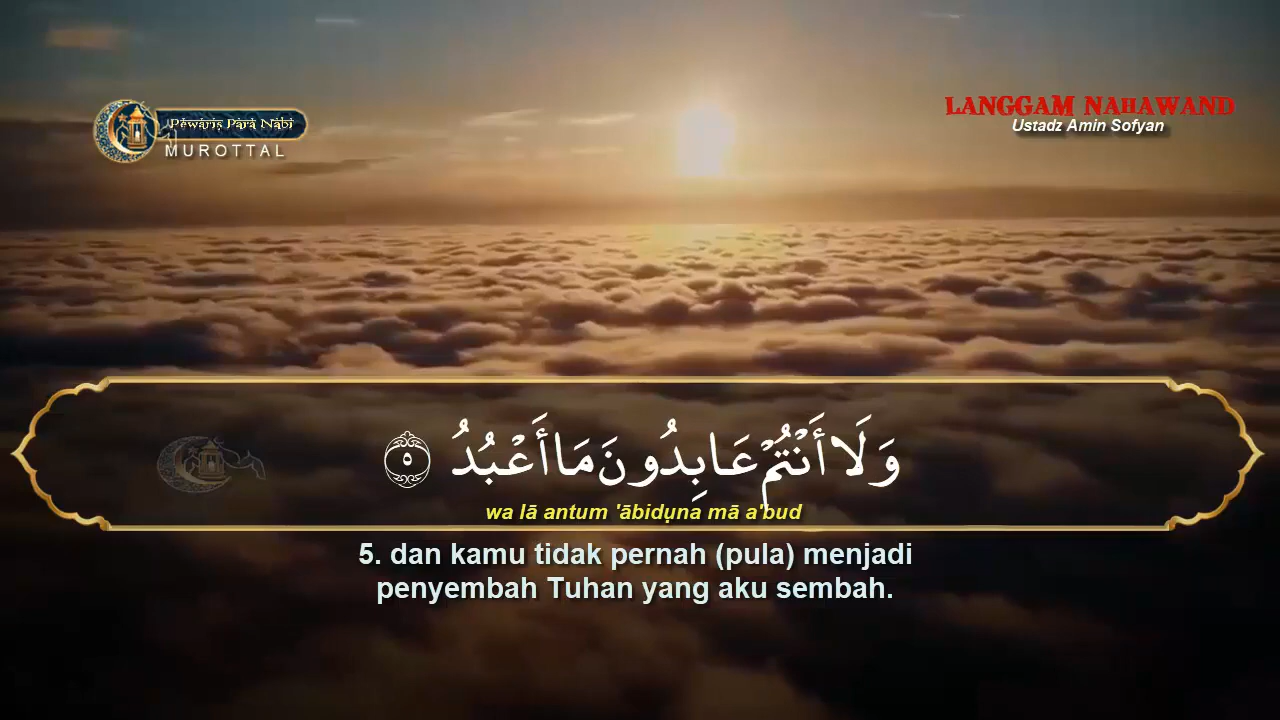 Pewaris Para Nabi
MUROTTAL
LANGGAM NAHAWAND
Ustadz Amin Sofyan
وَلَا أَنْتُمْ عَابِدُونَ مَا أَعْبُدُ ۝٥
wa lā antum 'ābidụna mā a'bud
5. dan kamu tidak pernah (pula) menjadi
penyembah Tuhan yang aku sembah.